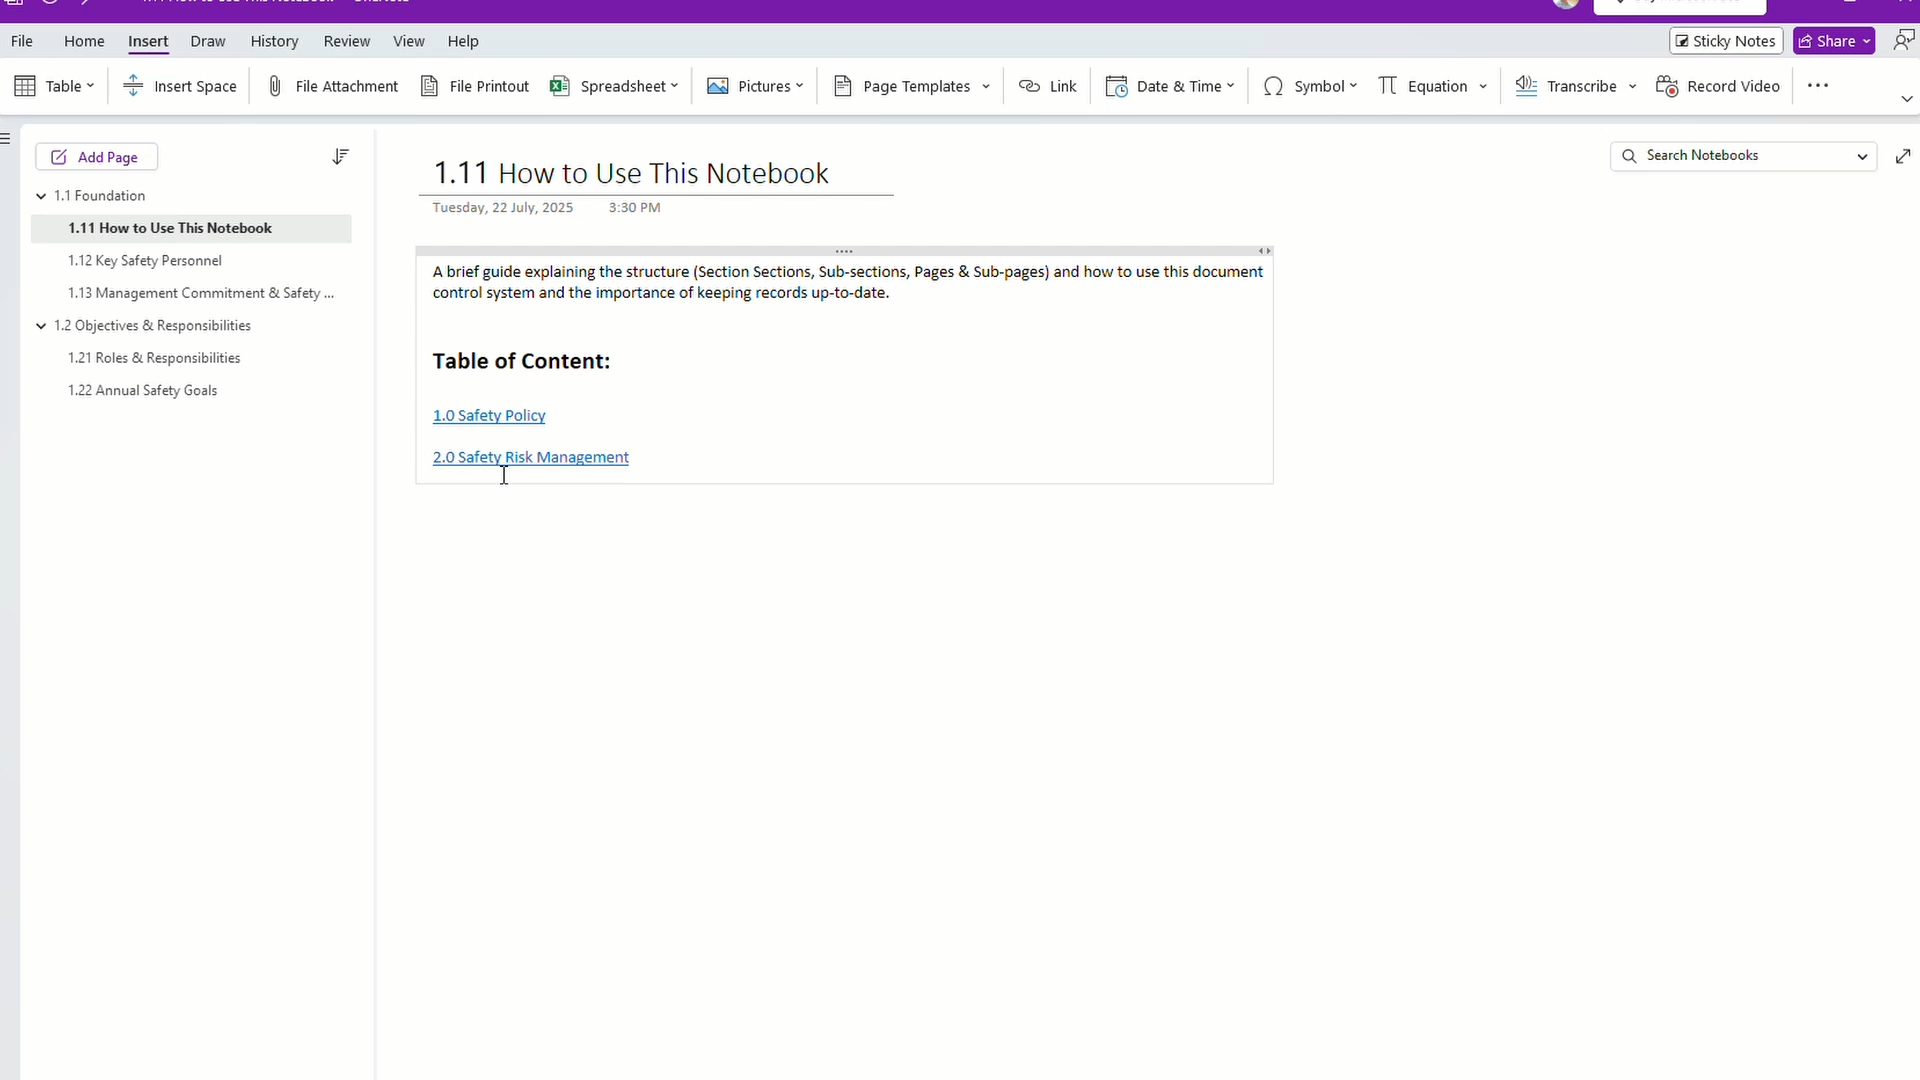 File Home Insert Draw History Review View Help Sticky Notes Share
Table Insert Space File Attachment File Printout Spreadsheet Pictures Page Templates Link Date & Time Symbol Equation Transcribe Record Video
Add Page
1.1 Foundation
1.11 How to Use This Notebook
1.12 Key Safety Personnel
1.13 Management Commitment & Safety ...
1.2 Objectives & Responsibilities
1.21 Roles & Responsibilities
1.22 Annual Safety Goals
Search Notebooks
1.11 How to Use This Notebook
Tuesday, 22 July, 2025 3:30 PM
A brief guide explaining the structure (Section Sections, Sub-sections, Pages & Sub-pages) and how to use this document
control system and the importance of keeping records up-to-date.
Table of Content:
1.0 Safety Policy
2.0 Safety Risk Management